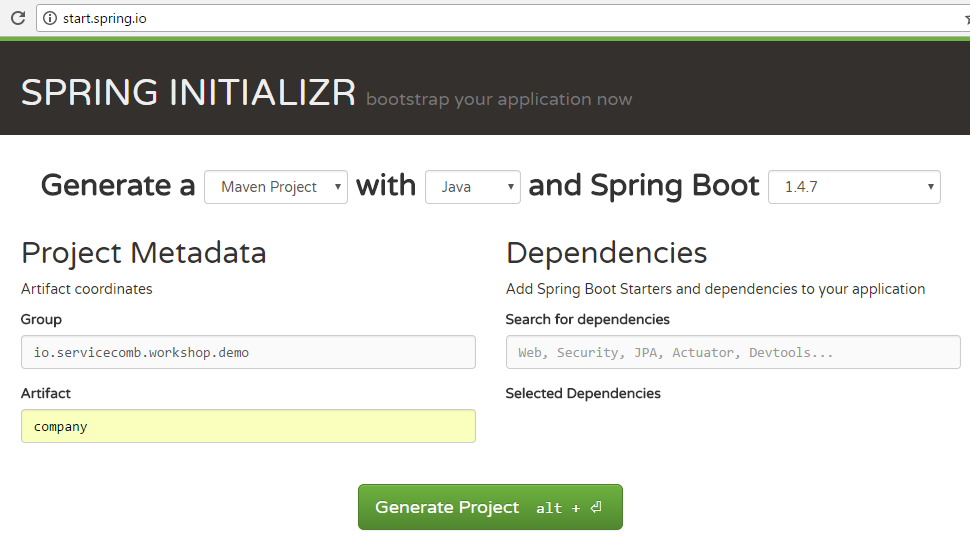 start.spring.io
SPRING INITIALIZR bootstrap your application now
Generate a Maven Project with Java and Spring Boot 1.4.7
Project Metadata
Artifact coordinates
Group
io.servicecomb.workshop.demo
Artifact
company
Dependencies
Add Spring Boot Starters and dependencies to your application
Search for dependencies
Web, Security, JPA, Actuator, Devtools...
Selected Dependencies
Generate Project alt + ⏎